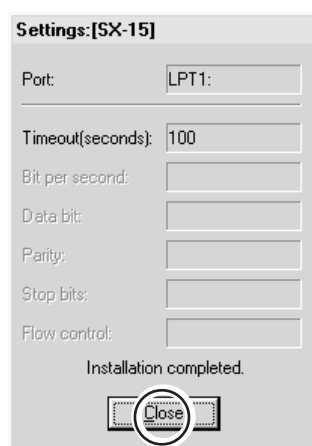 Settings:[SX-15]
Port: LPT1:
Timeout(seconds): 100
Bit per second:
Data bit:
Parity:
Stop bits:
Flow control:
Installation completed.
Close